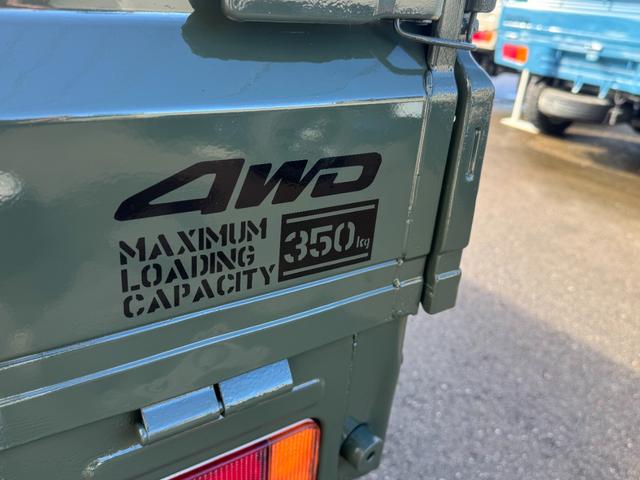 4WD
MAXIMUM
LOADING
CAPACITY
350kg